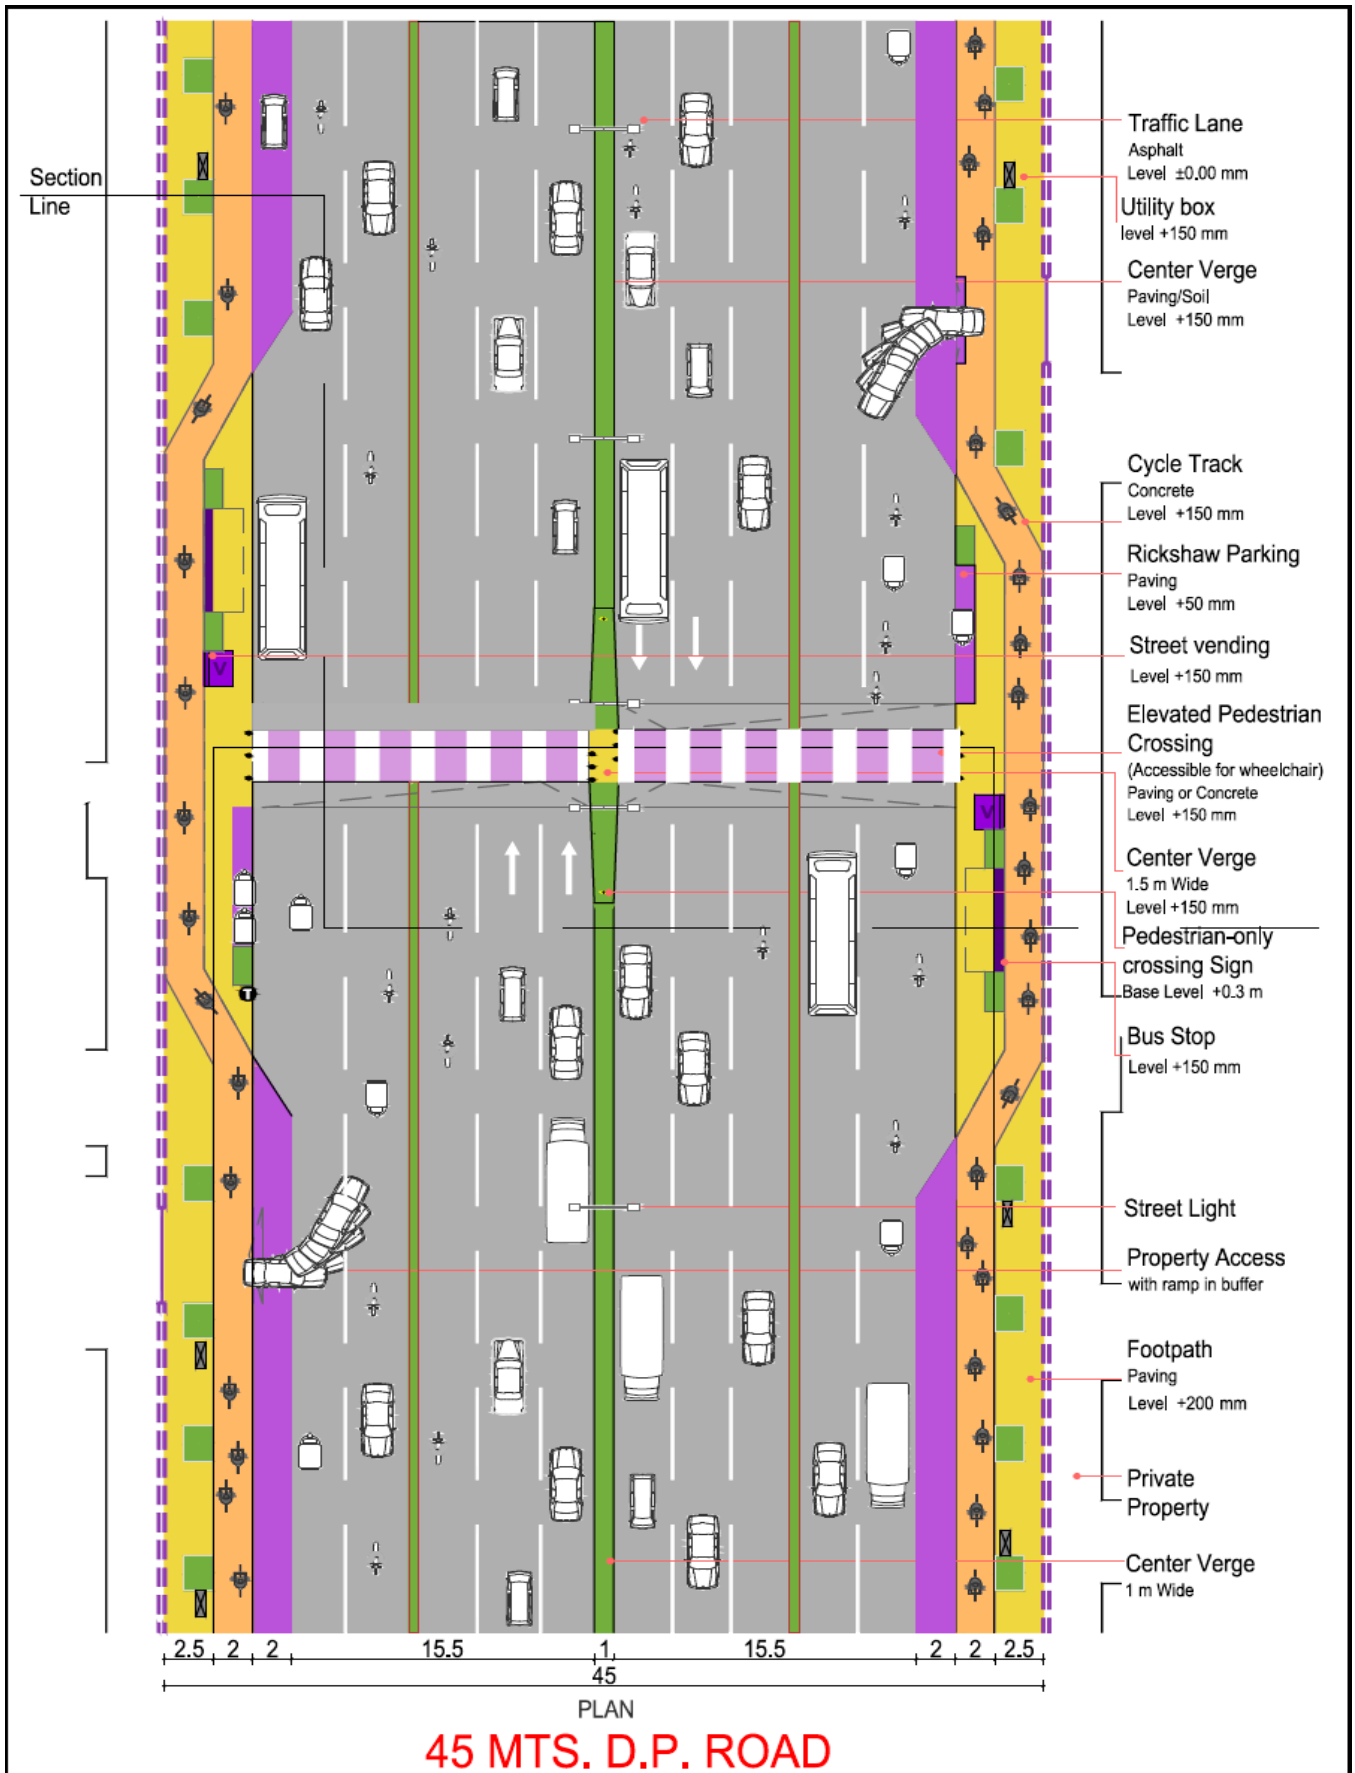 Section
Line
Traffic Lane
Asphalt
Level ±0.00 mm
Utility box
level +150 mm
Center Verge
Paving/Soil
Level +150 mm
Cycle Track
Concrete
Level +150 mm
Rickshaw Parking
Paving
Level +50 mm
Street vending
Level +150 mm
V
Elevated Pedestrian
Crossing
(Accessible for wheelchair)
Paving or Concrete
Level +150 mm
V
Center Verge
1.5 m Wide
Level +150 mm
Pedestrian-only
crossing Sign
Base Level +0.3 m
T
Bus Stop
Level +150 mm
Street Light
Property Access
with ramp in buffer
Footpath
Paving
Level +200 mm
Private
Property
Center Verge
1 m Wide
2.5 2 2 15.5 1 15.5 2 2 2.5
45
PLAN
45 MTS. D.P. ROAD